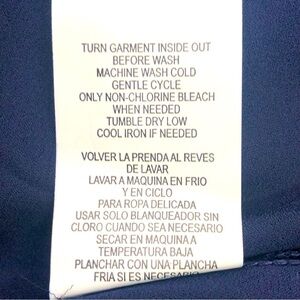 TURN GARMENT INSIDE OUT
BEFORE WASH
MACHINE WASH COLD
GENTLE CYCLE
ONLY NON-CHLORINE BLEACH
WHEN NEEDED
TUMBLE DRY LOW
COOL IRON IF NEEDED
VOLVER LA PRENDA AL REVES
DE LAVAR
LAVAR A MAQUINA EN FRIO
Y EN CICLO
PARA ROPA DELICADA
USAR SOLO BLANQUEADOR SIN
CLORO CUANDO SEA NECESARIO
SECAR EN MAQUINA A
TEMPERATURA BAJA
PLANCHAR CON UNA PLANCHA
FRIA SI ES NECESARIO